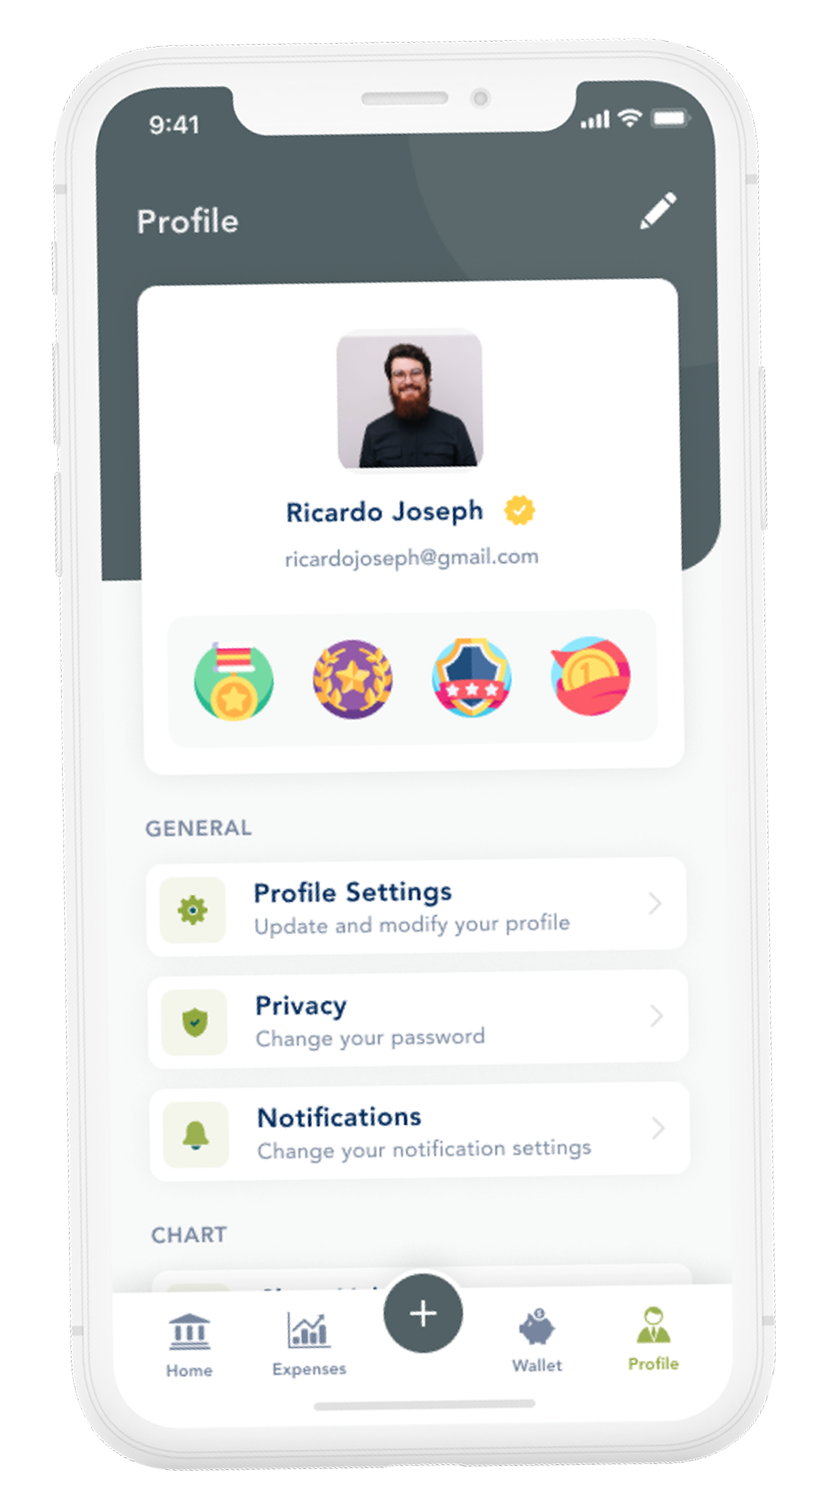 9:41
Profile
Ricardo Joseph
ricardojoseph@gmail.com
1
GENERAL
Profile Settings
Update and modify your profile
Privacy
Change your password
Notifications
Change your notification settings
CHART
Home
Expenses
Wallet
Profile